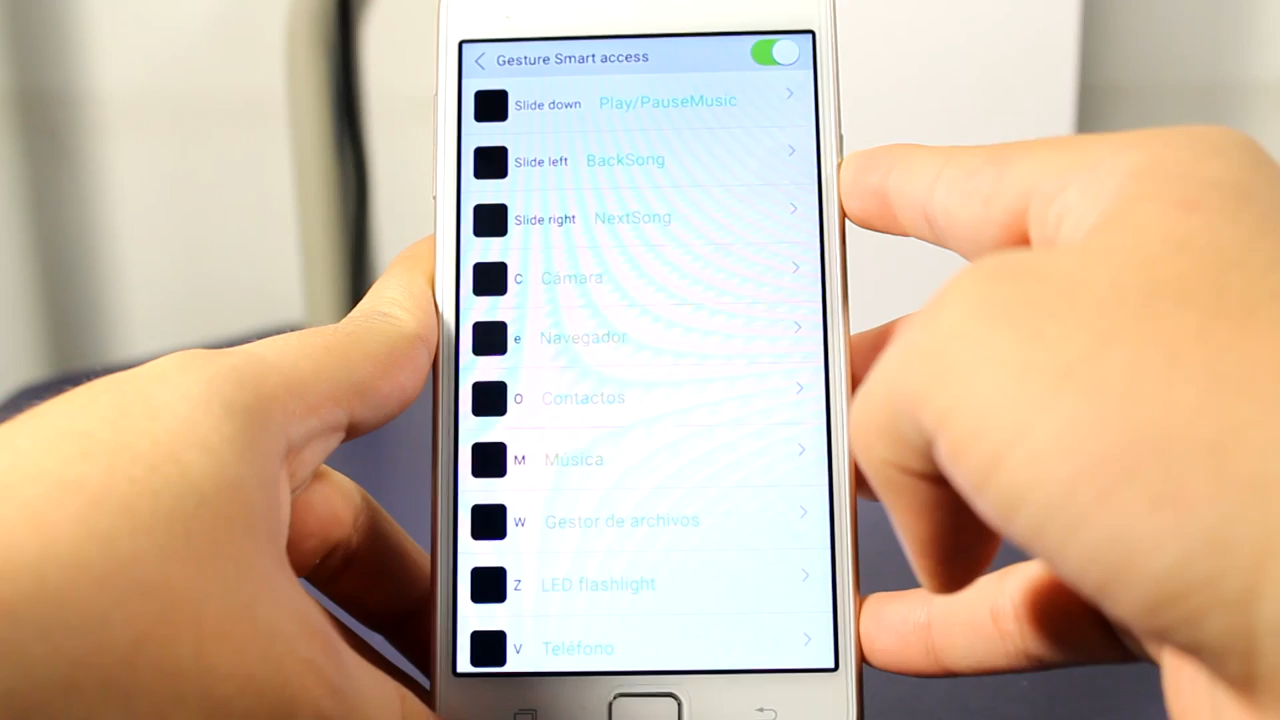 Gesture Smart access
Slide down Play/PauseMusic
Slide left BackSong
Slide right NextSong
C Cámara
e Navegador
O Contactos
M Música
W Gestor de archivos
Z LED flashlight
V Teléfono